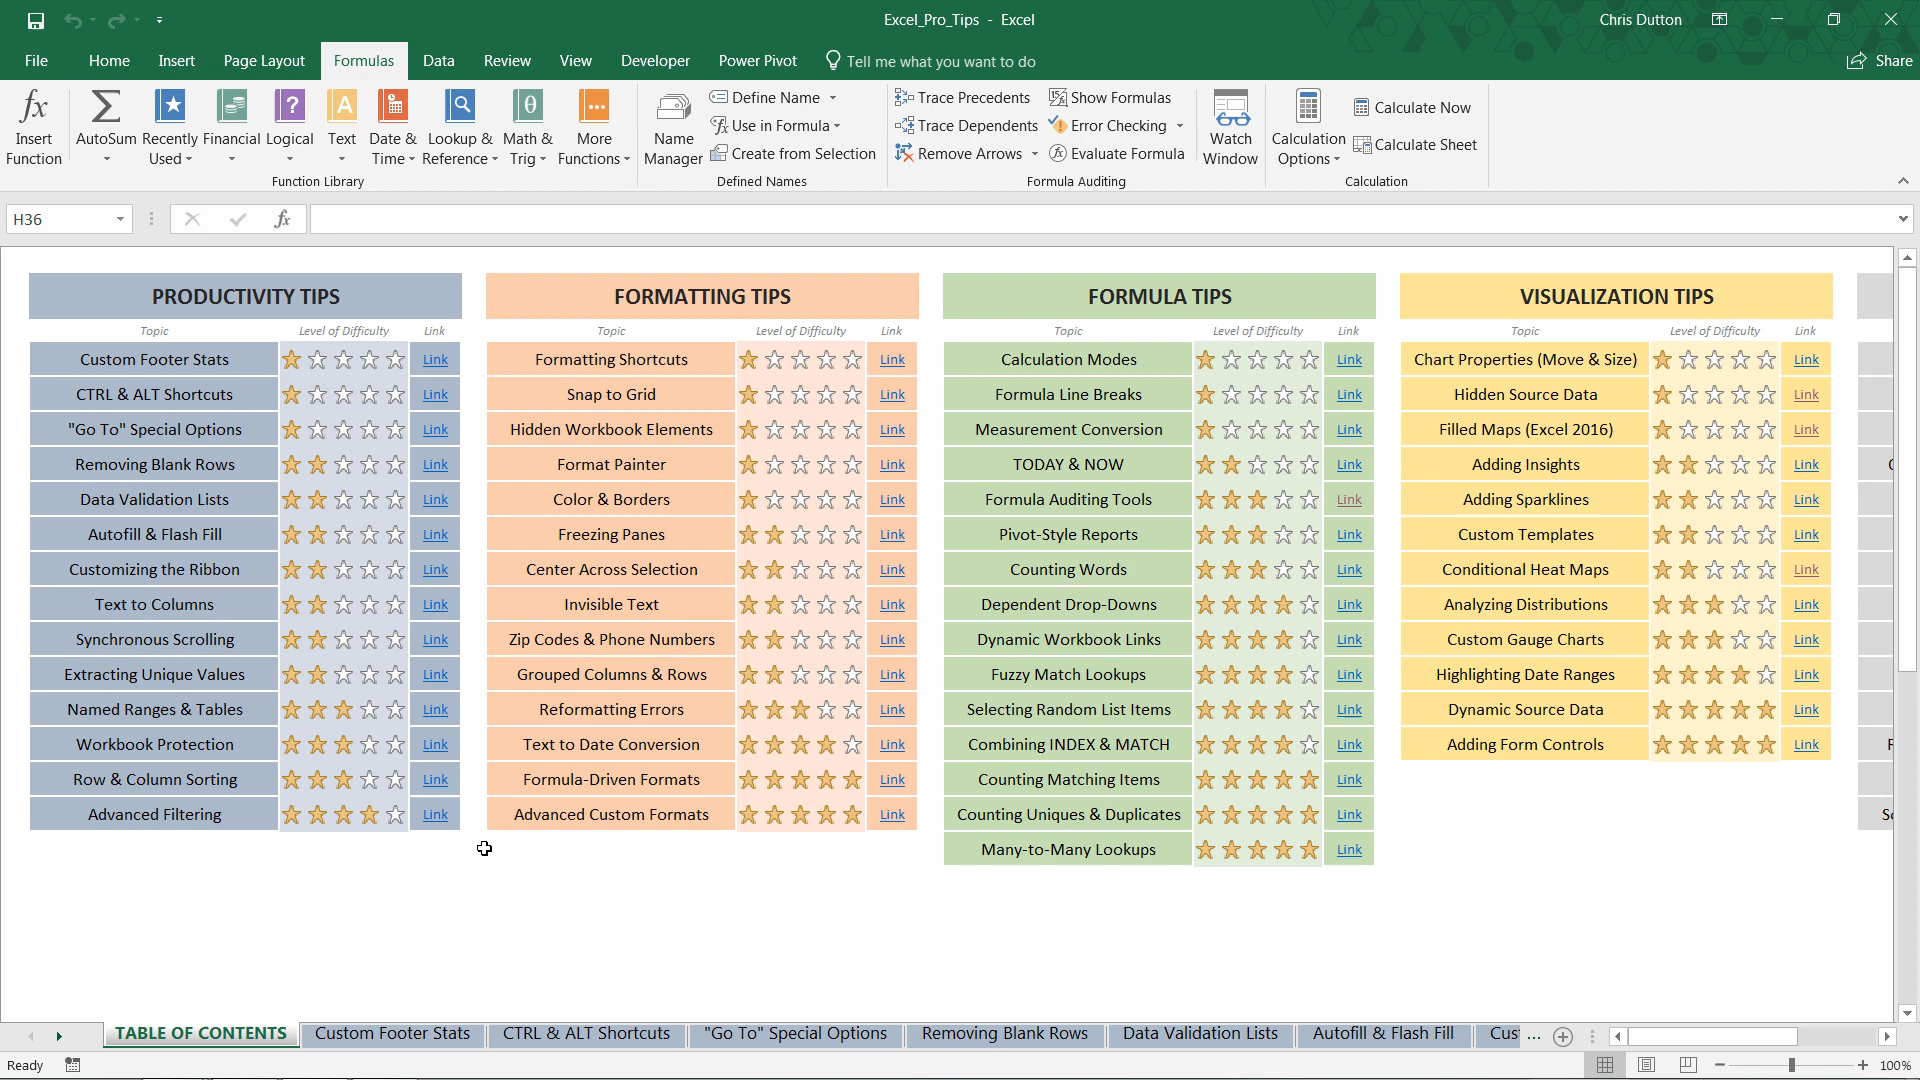 Excel_Pro_Tips - Excel
Chris Dutton
File Home Insert Page Layout Formulas Data Review View Developer Power Pivot Tell me what you want to do Share
Insert Function
AutoSum
Recently Used
Financial
Logical
Text
Date & Time
Lookup & Reference
Math & Trig
More Functions
Function Library
Name Manager
Define Name
Use in Formula
Create from Selection
Defined Names
Trace Precedents
Trace Dependents
Remove Arrows
Show Formulas
Error Checking
Evaluate Formula
Formula Auditing
Watch Window
Calculation Options
Calculate Now
Calculate Sheet
Calculation
H36
fx
PRODUCTIVITY TIPS
Topic Level of Difficulty Link
Custom Footer Stats Link
CTRL & ALT Shortcuts Link
"Go To" Special Options Link
Removing Blank Rows Link
Data Validation Lists Link
Autofill & Flash Fill Link
Customizing the Ribbon Link
Text to Columns Link
Synchronous Scrolling Link
Extracting Unique Values Link
Named Ranges & Tables Link
Workbook Protection Link
Row & Column Sorting Link
Advanced Filtering Link
FORMATTING TIPS
Topic Level of Difficulty Link
Formatting Shortcuts Link
Snap to Grid Link
Hidden Workbook Elements Link
Format Painter Link
Color & Borders Link
Freezing Panes Link
Center Across Selection Link
Invisible Text Link
Zip Codes & Phone Numbers Link
Grouped Columns & Rows Link
Reformatting Errors Link
Text to Date Conversion Link
Formula-Driven Formats Link
Advanced Custom Formats Link
FORMULA TIPS
Topic Level of Difficulty Link
Calculation Modes Link
Formula Line Breaks Link
Measurement Conversion Link
TODAY & NOW Link
Formula Auditing Tools Link
Pivot-Style Reports Link
Counting Words Link
Dependent Drop-Downs Link
Dynamic Workbook Links Link
Fuzzy Match Lookups Link
Selecting Random List Items Link
Combining INDEX & MATCH Link
Counting Matching Items Link
Counting Uniques & Duplicates Link
Many-to-Many Lookups Link
VISUALIZATION TIPS
Topic Level of Difficulty Link
Chart Properties (Move & Size) Link
Hidden Source Data Link
Filled Maps (Excel 2016) Link
Adding Insights Link
Adding Sparklines Link
Custom Templates Link
Conditional Heat Maps Link
Analyzing Distributions Link
Custom Gauge Charts Link
Highlighting Date Ranges Link
Dynamic Source Data Link
Adding Form Controls Link
TABLE OF CONTENTS Custom Footer Stats CTRL & ALT Shortcuts "Go To" Special Options Removing Blank Rows Data Validation Lists Autofill & Flash Fill Cus ...
Ready
100%